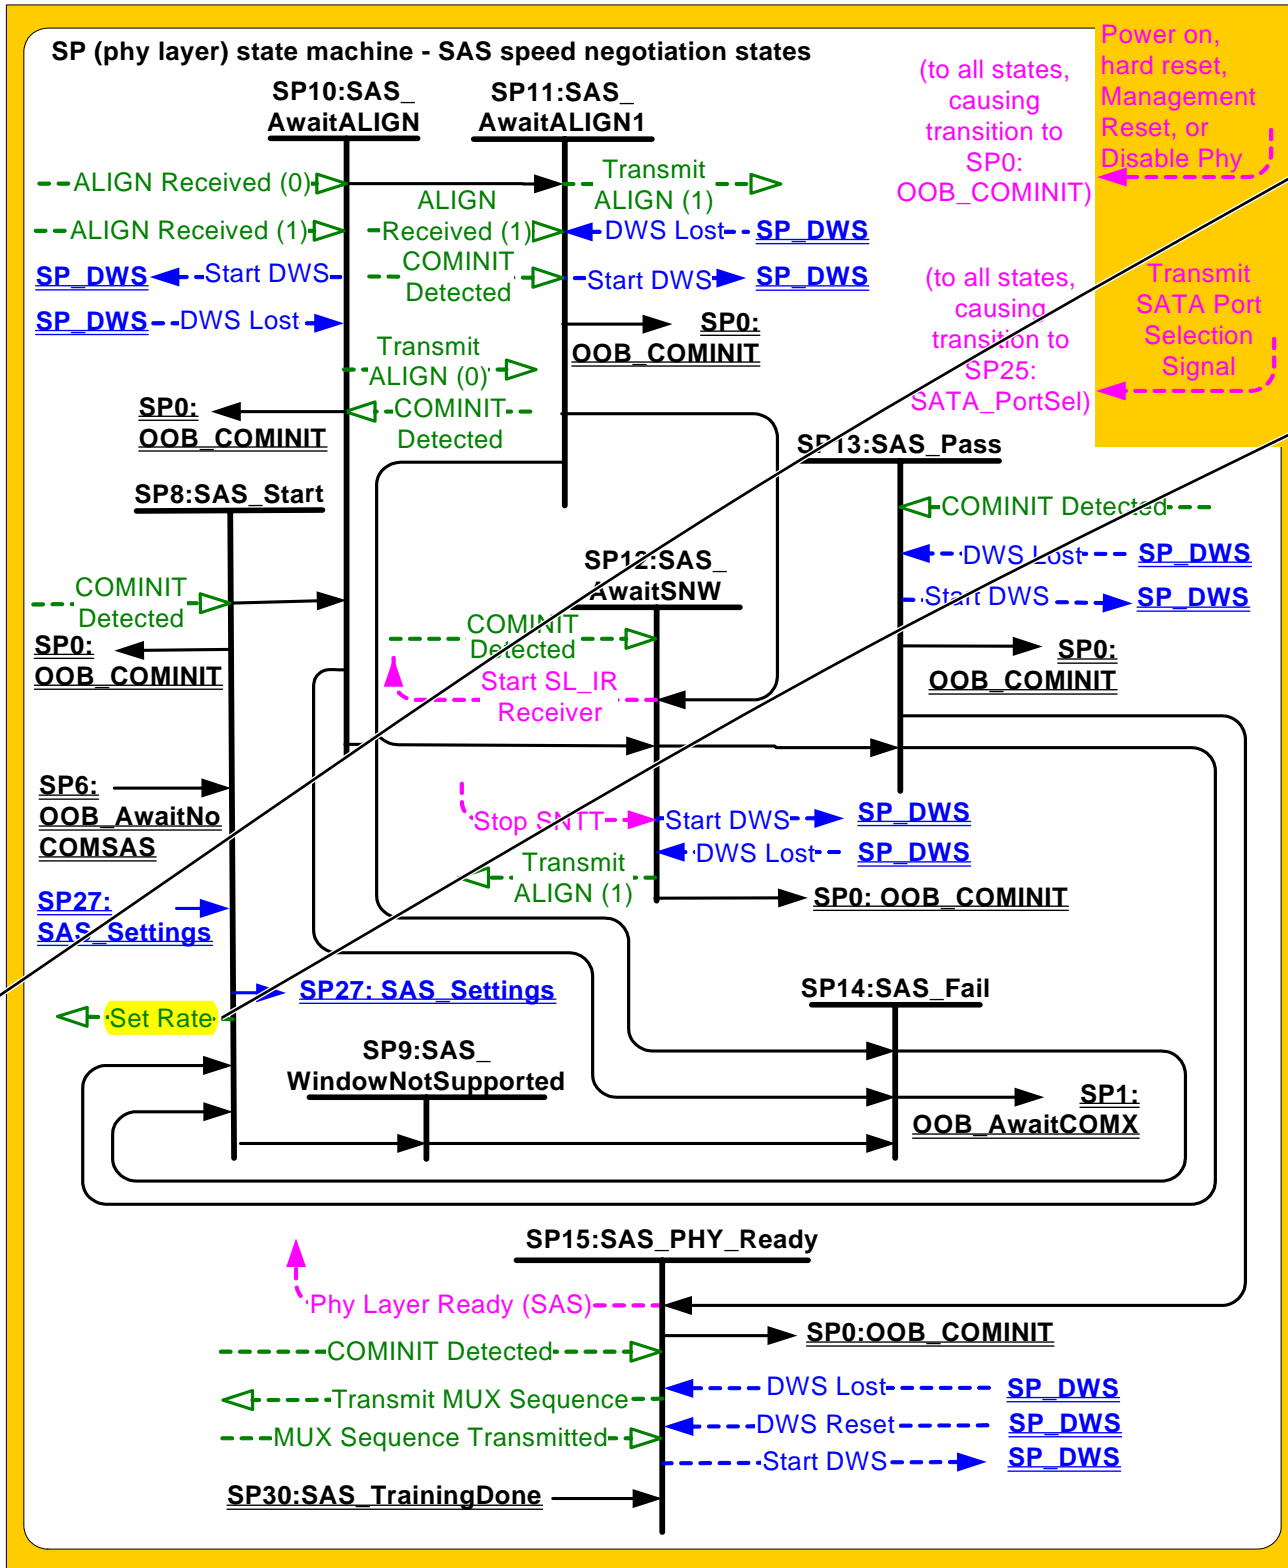 SP (phy layer) state machine - SAS speed negotiation states
Power on,
hard reset,
Management
Reset, or
Disable Phy
(to all states,
causing
transition to
SP0:
OOB_COMINIT)
Transmit
SATA Port
Selection
Signal
(to all states,
causing
transition to
SP25:
SATA_PortSel)
SP10:SAS_
AwaitALIGN
ALIGN Received (0)
ALIGN Received (1)
SP_DWS
Start DWS
SP_DWS
DWS Lost
Transmit
ALIGN (0)
SP0:
OOB_COMINIT
COMINIT
Detected
SP11:SAS_
AwaitALIGN1
Transmit
ALIGN (1)
ALIGN
Received (1)
DWS Lost
SP_DWS
COMINIT
Detected
Start DWS
SP_DWS
SP0:
OOB_COMINIT
SP13:SAS_Pass
COMINIT Detected
DWS Lost
SP_DWS
Start DWS
SP_DWS
SP0:
OOB_COMINIT
SP8:SAS_Start
COMINIT
Detected
SP0:
OOB_COMINIT
SP6:
OOB_AwaitNo
COMSAS
SP27:
SAS_Settings
SP27: SAS_Settings
Set Rate
SP12:SAS_
AwaitSNW
COMINIT
Detected
Start SL_IR
Receiver
Stop SNTT
Start DWS
SP_DWS
DWS Lost
SP_DWS
Transmit
ALIGN (1)
SP0: OOB_COMINIT
SP14:SAS_Fail
SP1:
OOB_AwaitCOMX
SP9:SAS_
WindowNotSupported
SP15:SAS_PHY_Ready
Phy Layer Ready (SAS)
SP0:OOB_COMINIT
COMINIT Detected
DWS Lost
SP_DWS
Transmit MUX Sequence
DWS Reset
SP_DWS
MUX Sequence Transmitted
Start DWS
SP_DWS
SP30:SAS_TrainingDone